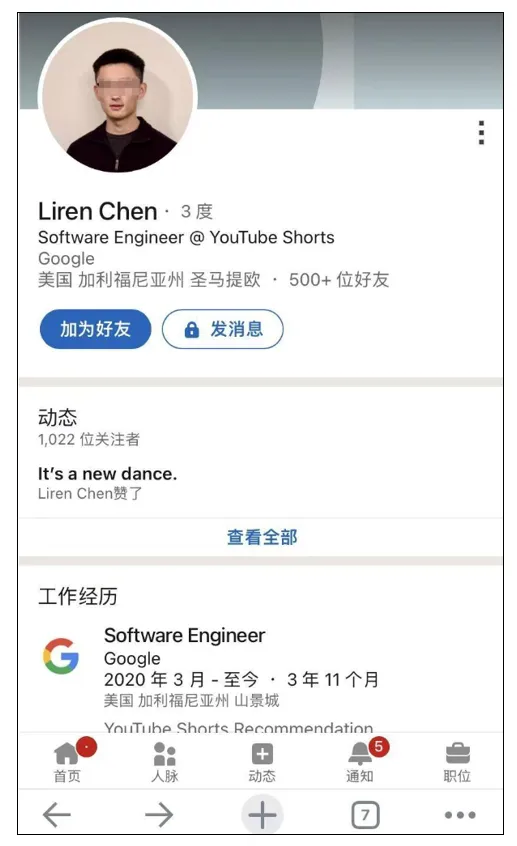 Liren Chen · 3 度
Software Engineer @ YouTube Shorts
Google
美国 加利福尼亚州 圣马提欧 · 500+ 位好友
加为好友
发消息
动态
1,022 位关注者
It's a new dance.
Liren Chen赞了
查看全部
工作经历
Software Engineer
Google
2020 年 3 月 - 至今 · 3 年 11 个月
美国 加利福尼亚州 山景城
YouTube Shorts Recommendation
5
首页 人脉 动态 通知 职位
7